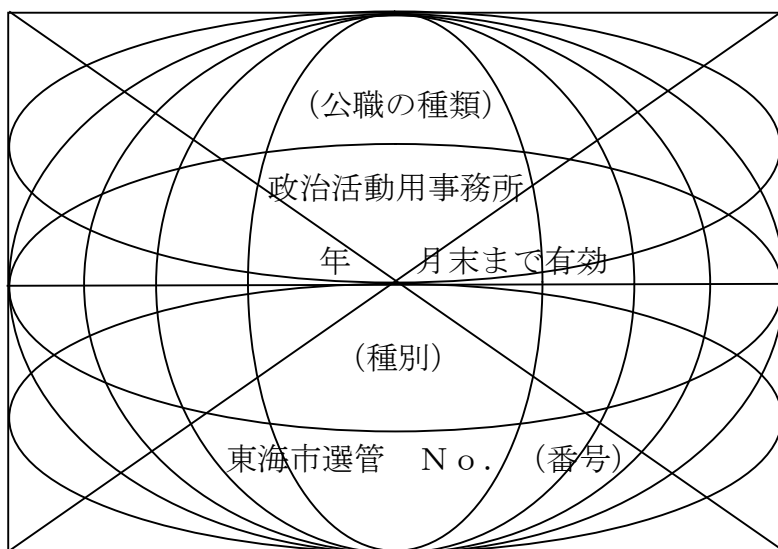 （公職の種類）
政治活動用事務所
年　　月末まで有効
（種別）
東海市選管　Ｎｏ．（番号）